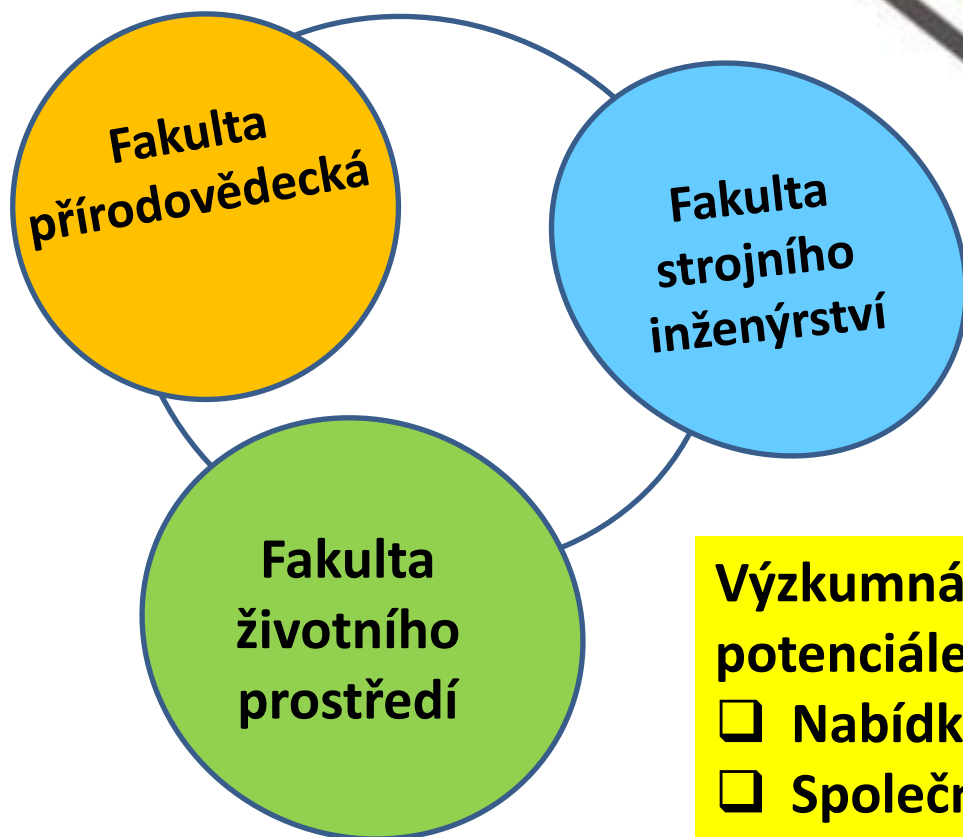 Fakulta
přírodovědecká
Fakulta
strojního
inženýrství
Fakulta
životního
prostředí
Výzkumná
potenciále
❑ Nabídk
❑ Společn